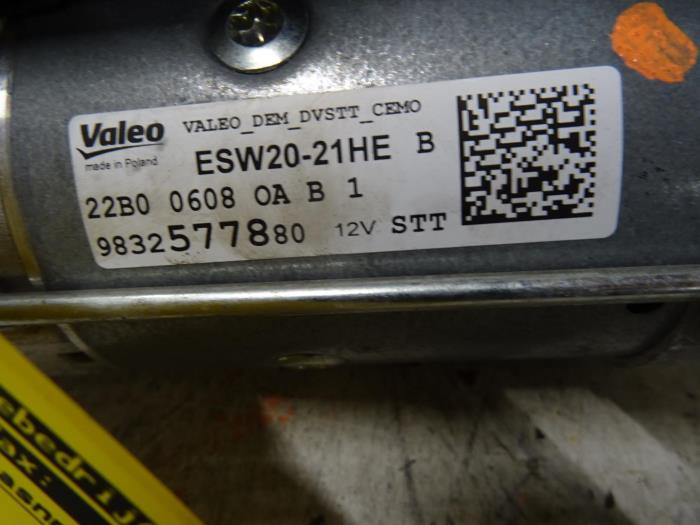 Valeo VALEO_DEM_DVSTT_CEMO
made in Poland ESW20-21HE B
22B0 0608 OA B 1
9832577880 12V STT